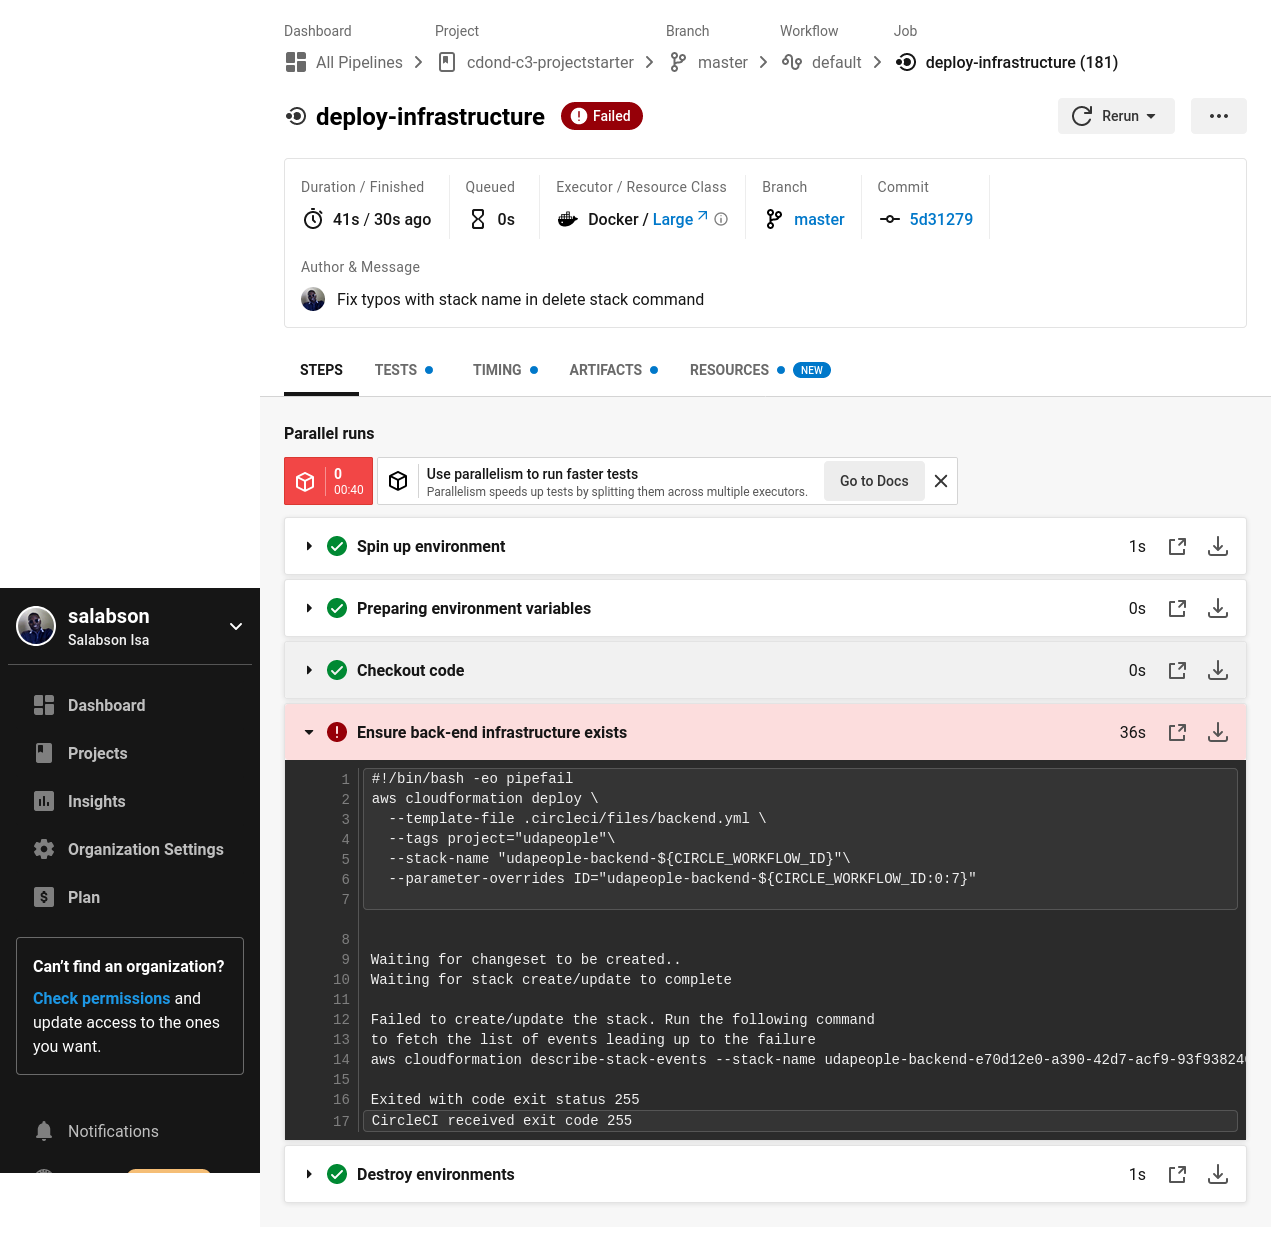 Dashboard Project Branch Workflow Job
All Pipelines cdond-c3-projectstarter master default deploy-infrastructure (181)
deploy-infrastructure Failed Rerun
Duration / Finished Queued Executor / Resource Class Branch Commit
41s / 30s ago 0s Docker / Large master 5d31279
Author & Message
Fix typos with stack name in delete stack command
STEPS TESTS TIMING ARTIFACTS RESOURCES NEW
Parallel runs
0
00:40
Use parallelism to run faster tests
Parallelism speeds up tests by splitting them across multiple executors.
Go to Docs
Spin up environment 1s
Preparing environment variables 0s
Checkout code 0s
Ensure back-end infrastructure exists 36s
1 #!/bin/bash -eo pipefail
2 aws cloudformation deploy \
3 --template-file .circleci/files/backend.yml \
4 --tags project="udapeople"\
5 --stack-name "udapeople-backend-${CIRCLE_WORKFLOW_ID}"\
6 --parameter-overrides ID="udapeople-backend-${CIRCLE_WORKFLOW_ID:0:7}"
7
8
9 Waiting for changeset to be created..
10 Waiting for stack create/update to complete
11
12 Failed to create/update the stack. Run the following command
13 to fetch the list of events leading up to the failure
14 aws cloudformation describe-stack-events --stack-name udapeople-backend-e70d12e0-a390-42d7-acf9-93f93824
15
16 Exited with code exit status 255
17 CircleCI received exit code 255
Destroy environments 1s
salabson
Salabson Isa
Dashboard
Projects
Insights
Organization Settings
Plan
Can’t find an organization?
Check permissions and
update access to the ones
you want.
Notifications